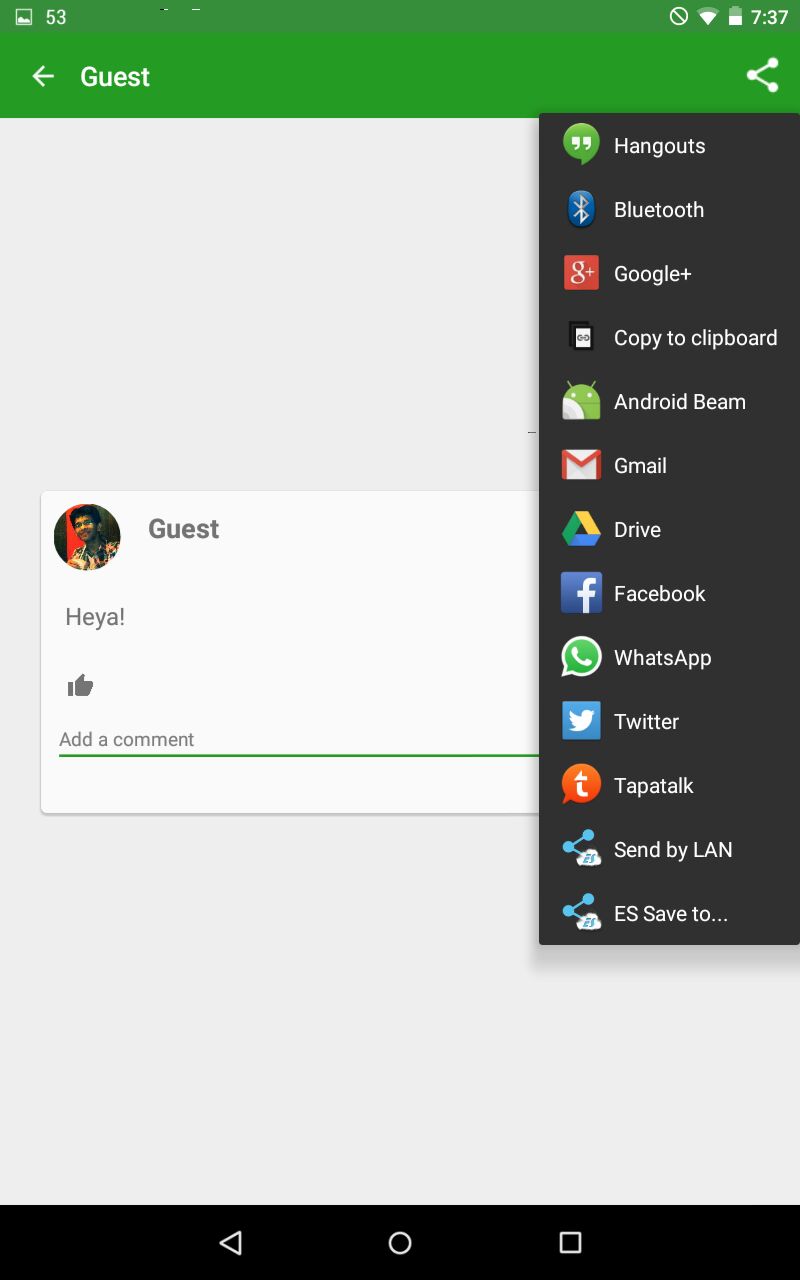 53
7:37
Guest
Hangouts
Bluetooth
Google+
Copy to clipboard
Android Beam
Gmail
Drive
Facebook
WhatsApp
Twitter
Tapatalk
Send by LAN
ES Save to...
Guest
Heya!
Add a comment